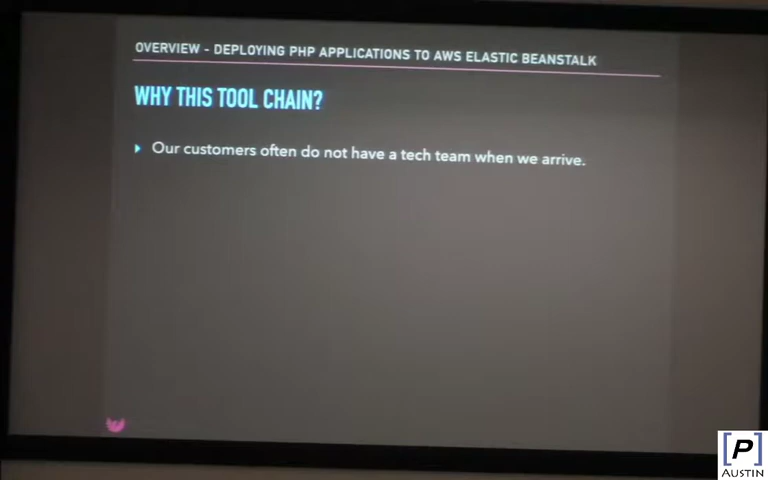 OVERVIEW - DEPLOYING PHP APPLICATIONS TO AWS ELASTIC BEANSTALK
WHY THIS TOOL CHAIN?
Our customers often do not have a tech team when we arrive.
[P]
AUSTIN